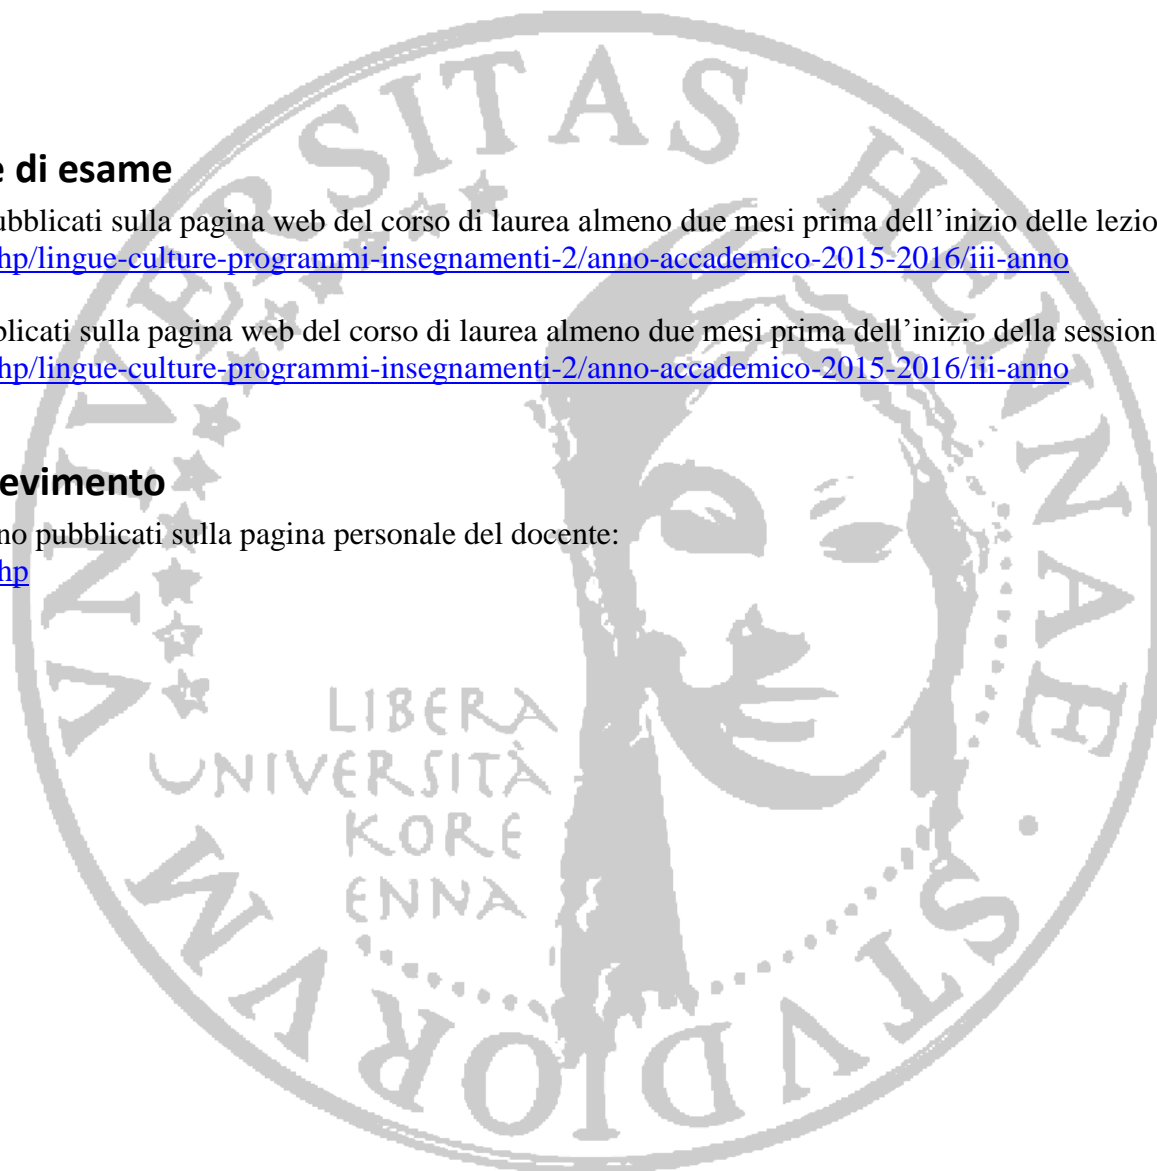 e di esame
ubblicati sulla pagina web del corso di laurea almeno due mesi prima dell’inizio delle lezio
hp/lingue-culture-programmi-insegnamenti-2/anno-accademico-2015-2016/iii-anno
blicati sulla pagina web del corso di laurea almeno due mesi prima dell’inizio della session
hp/lingue-culture-programmi-insegnamenti-2/anno-accademico-2015-2016/iii-anno
evimento
no pubblicati sulla pagina personale del docente:
hp
VNIVERSITAS HENNAE • STVDIORVM
LIBERA
UNIVERSITÀ
KORE
ENNA